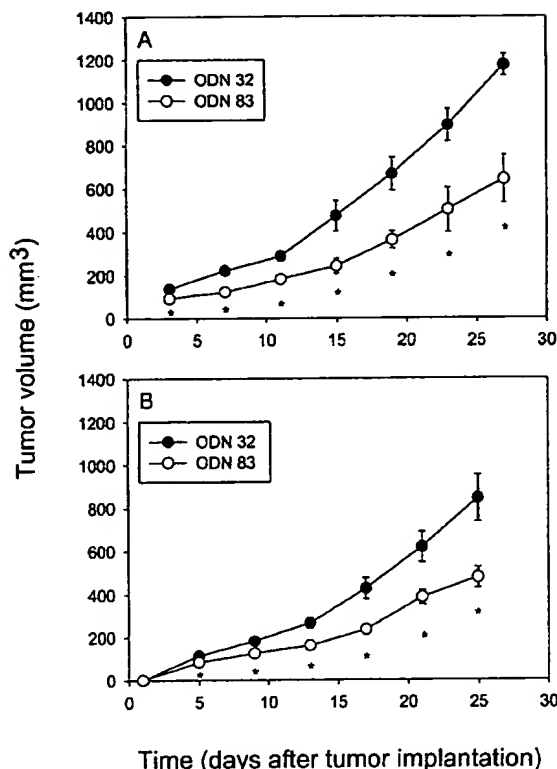 A
ODN 32
ODN 83
1400
1200
1000
800
600
400
200
0
* * * * * * *
0 5 10 15 20 25 30
Tumor volume (mm³)
B
ODN 32
ODN 83
1400
1200
1000
800
600
400
200
0
* * * * * *
0 5 10 15 20 25 30
Time (days after tumor implantation)